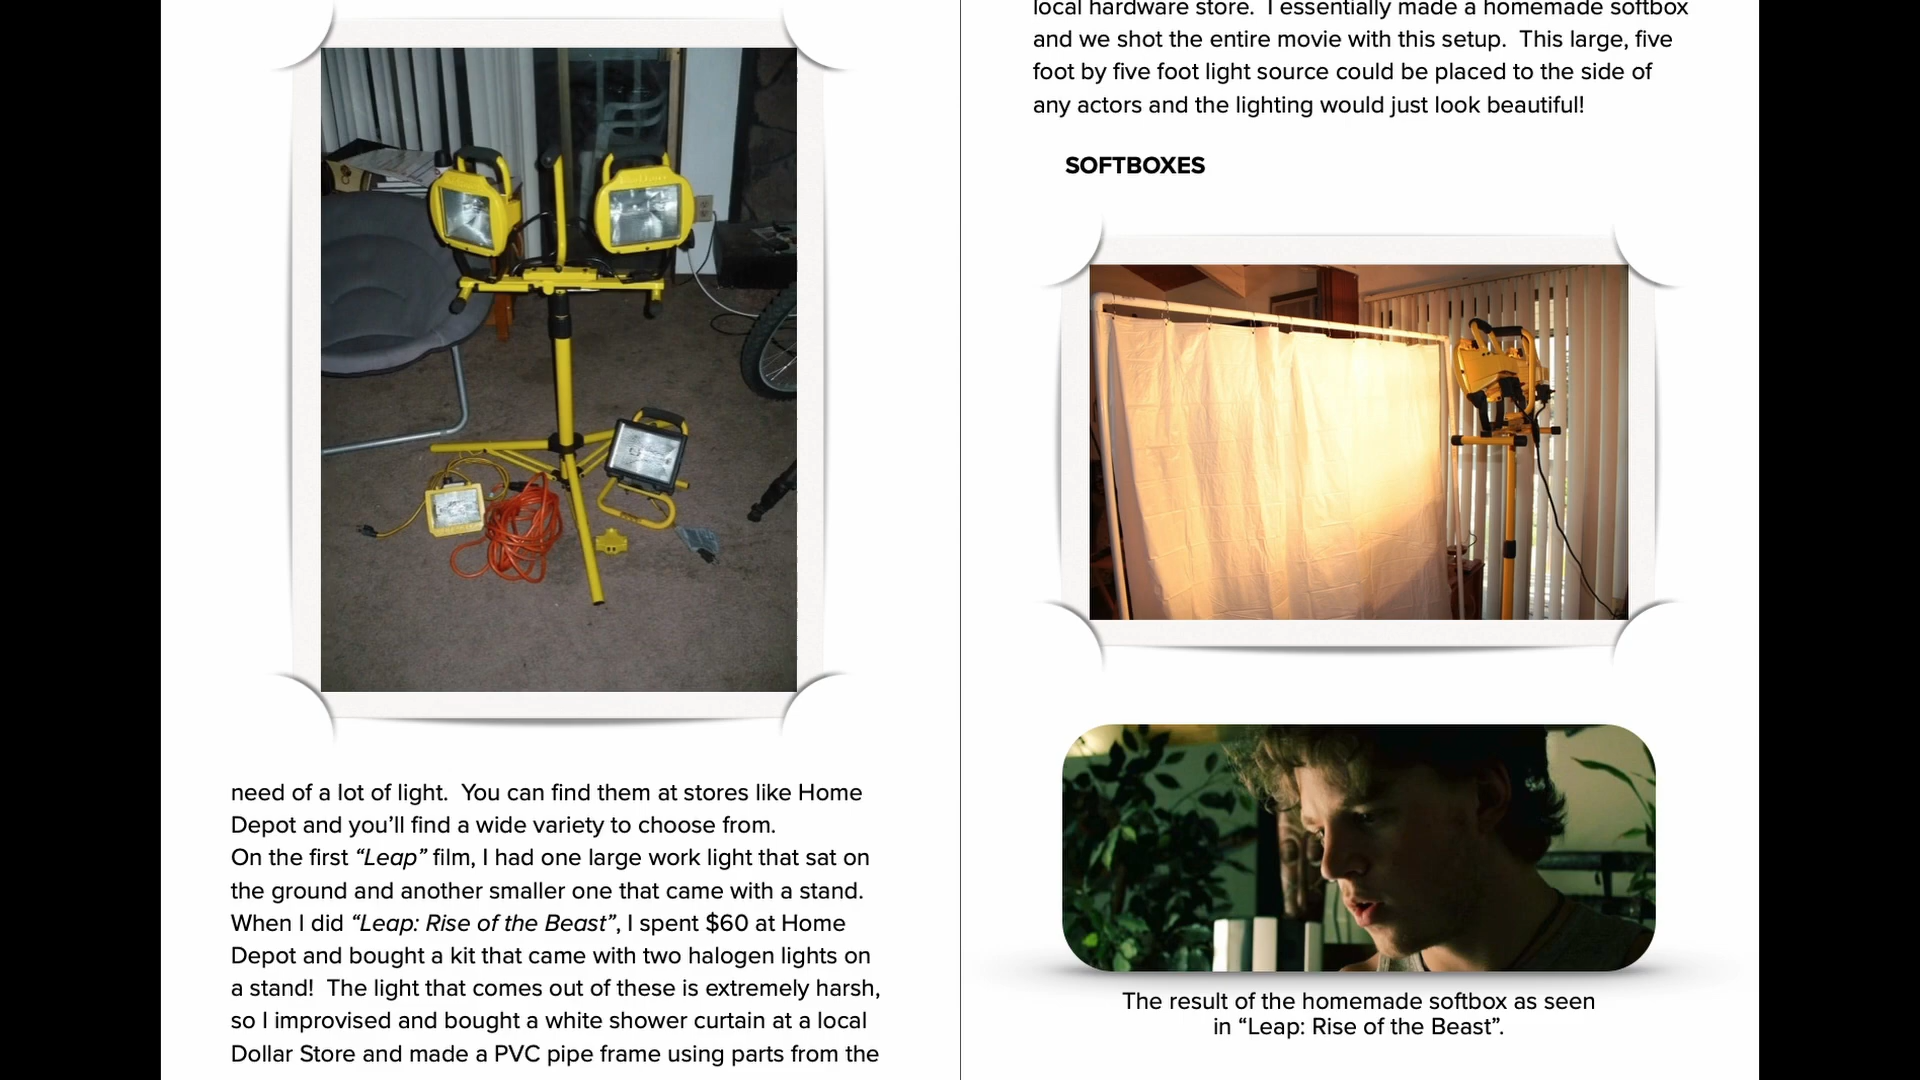 need of a lot of light.  You can find them at stores like Home
Depot and you’ll find a wide variety to choose from.
On the first “Leap” film, I had one large work light that sat on
the ground and another smaller one that came with a stand.
When I did “Leap: Rise of the Beast”, I spent $60 at Home
Depot and bought a kit that came with two halogen lights on
a stand!  The light that comes out of these is extremely harsh,
so I improvised and bought a white shower curtain at a local
Dollar Store and made a PVC pipe frame using parts from the
local hardware store.  I essentially made a homemade softbox
and we shot the entire movie with this setup.  This large, five
foot by five foot light source could be placed to the side of
any actors and the lighting would just look beautiful!
SOFTBOXES
The result of the homemade softbox as seen
in “Leap: Rise of the Beast”.